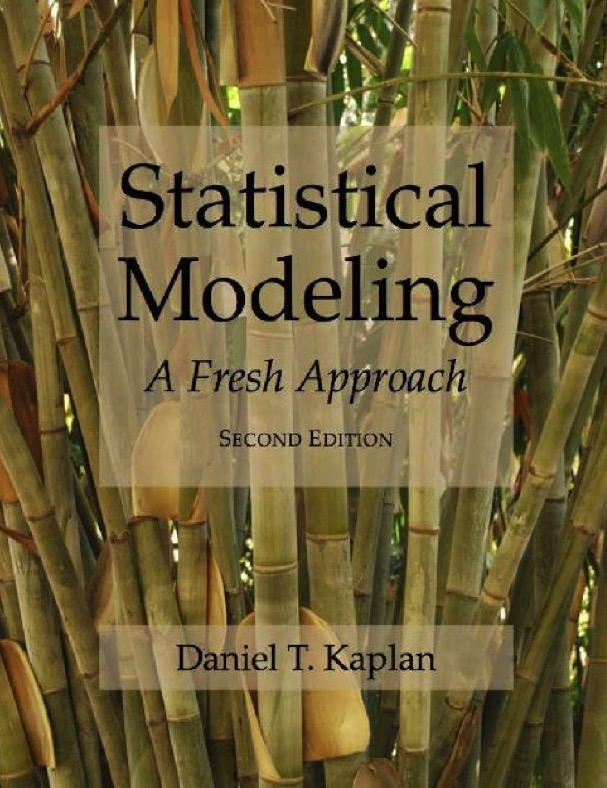 Statistical
Modeling
A Fresh Approach
SECOND EDITION
Daniel T. Kaplan